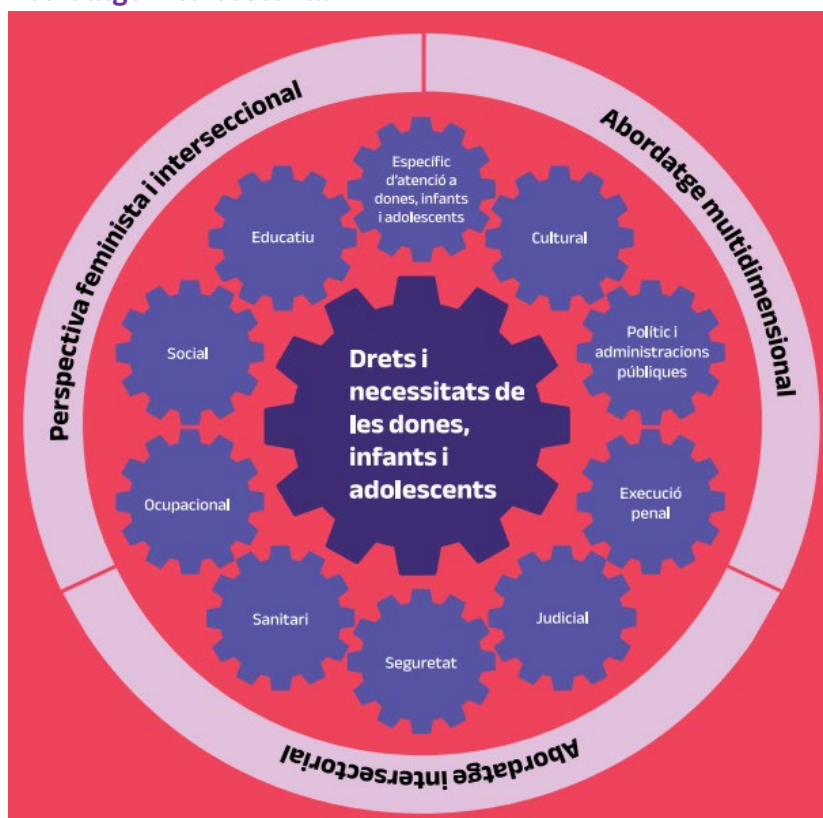 Perspectiva feminista i interseccional
Abordatge multidimensional
Específic
d'atenció a
dones, infants
i adolescents
Educatiu
Cultural
Social
Polític i
administracions
públiques
Drets i
necessitats de
les dones,
infants i
adolescents
Ocupacional
Execució
penal
Sanitari
Judicial
Seguretat
Abordatge intersectorial